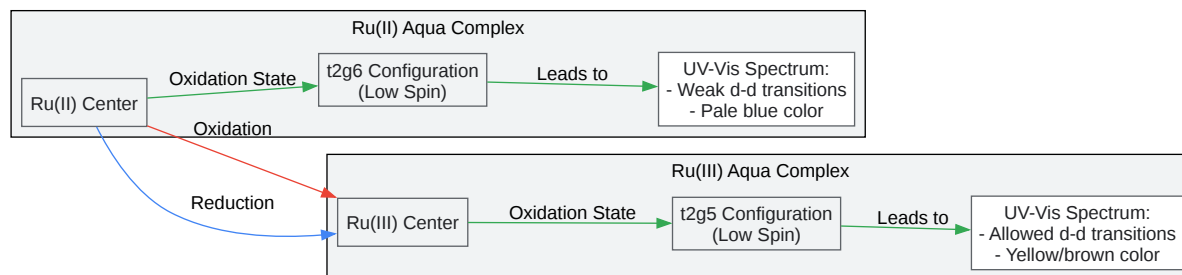 Ru(II) Aqua Complex
Ru(II) Center
Oxidation State
t2g6 Configuration
(Low Spin)
Leads to
UV-Vis Spectrum:
- Weak d-d transitions
- Pale blue color
Oxidation
Reduction
Ru(III) Aqua Complex
Ru(III) Center
Oxidation State
t2g5 Configuration
(Low Spin)
Leads to
UV-Vis Spectrum:
- Allowed d-d transitions
- Yellow/brown color